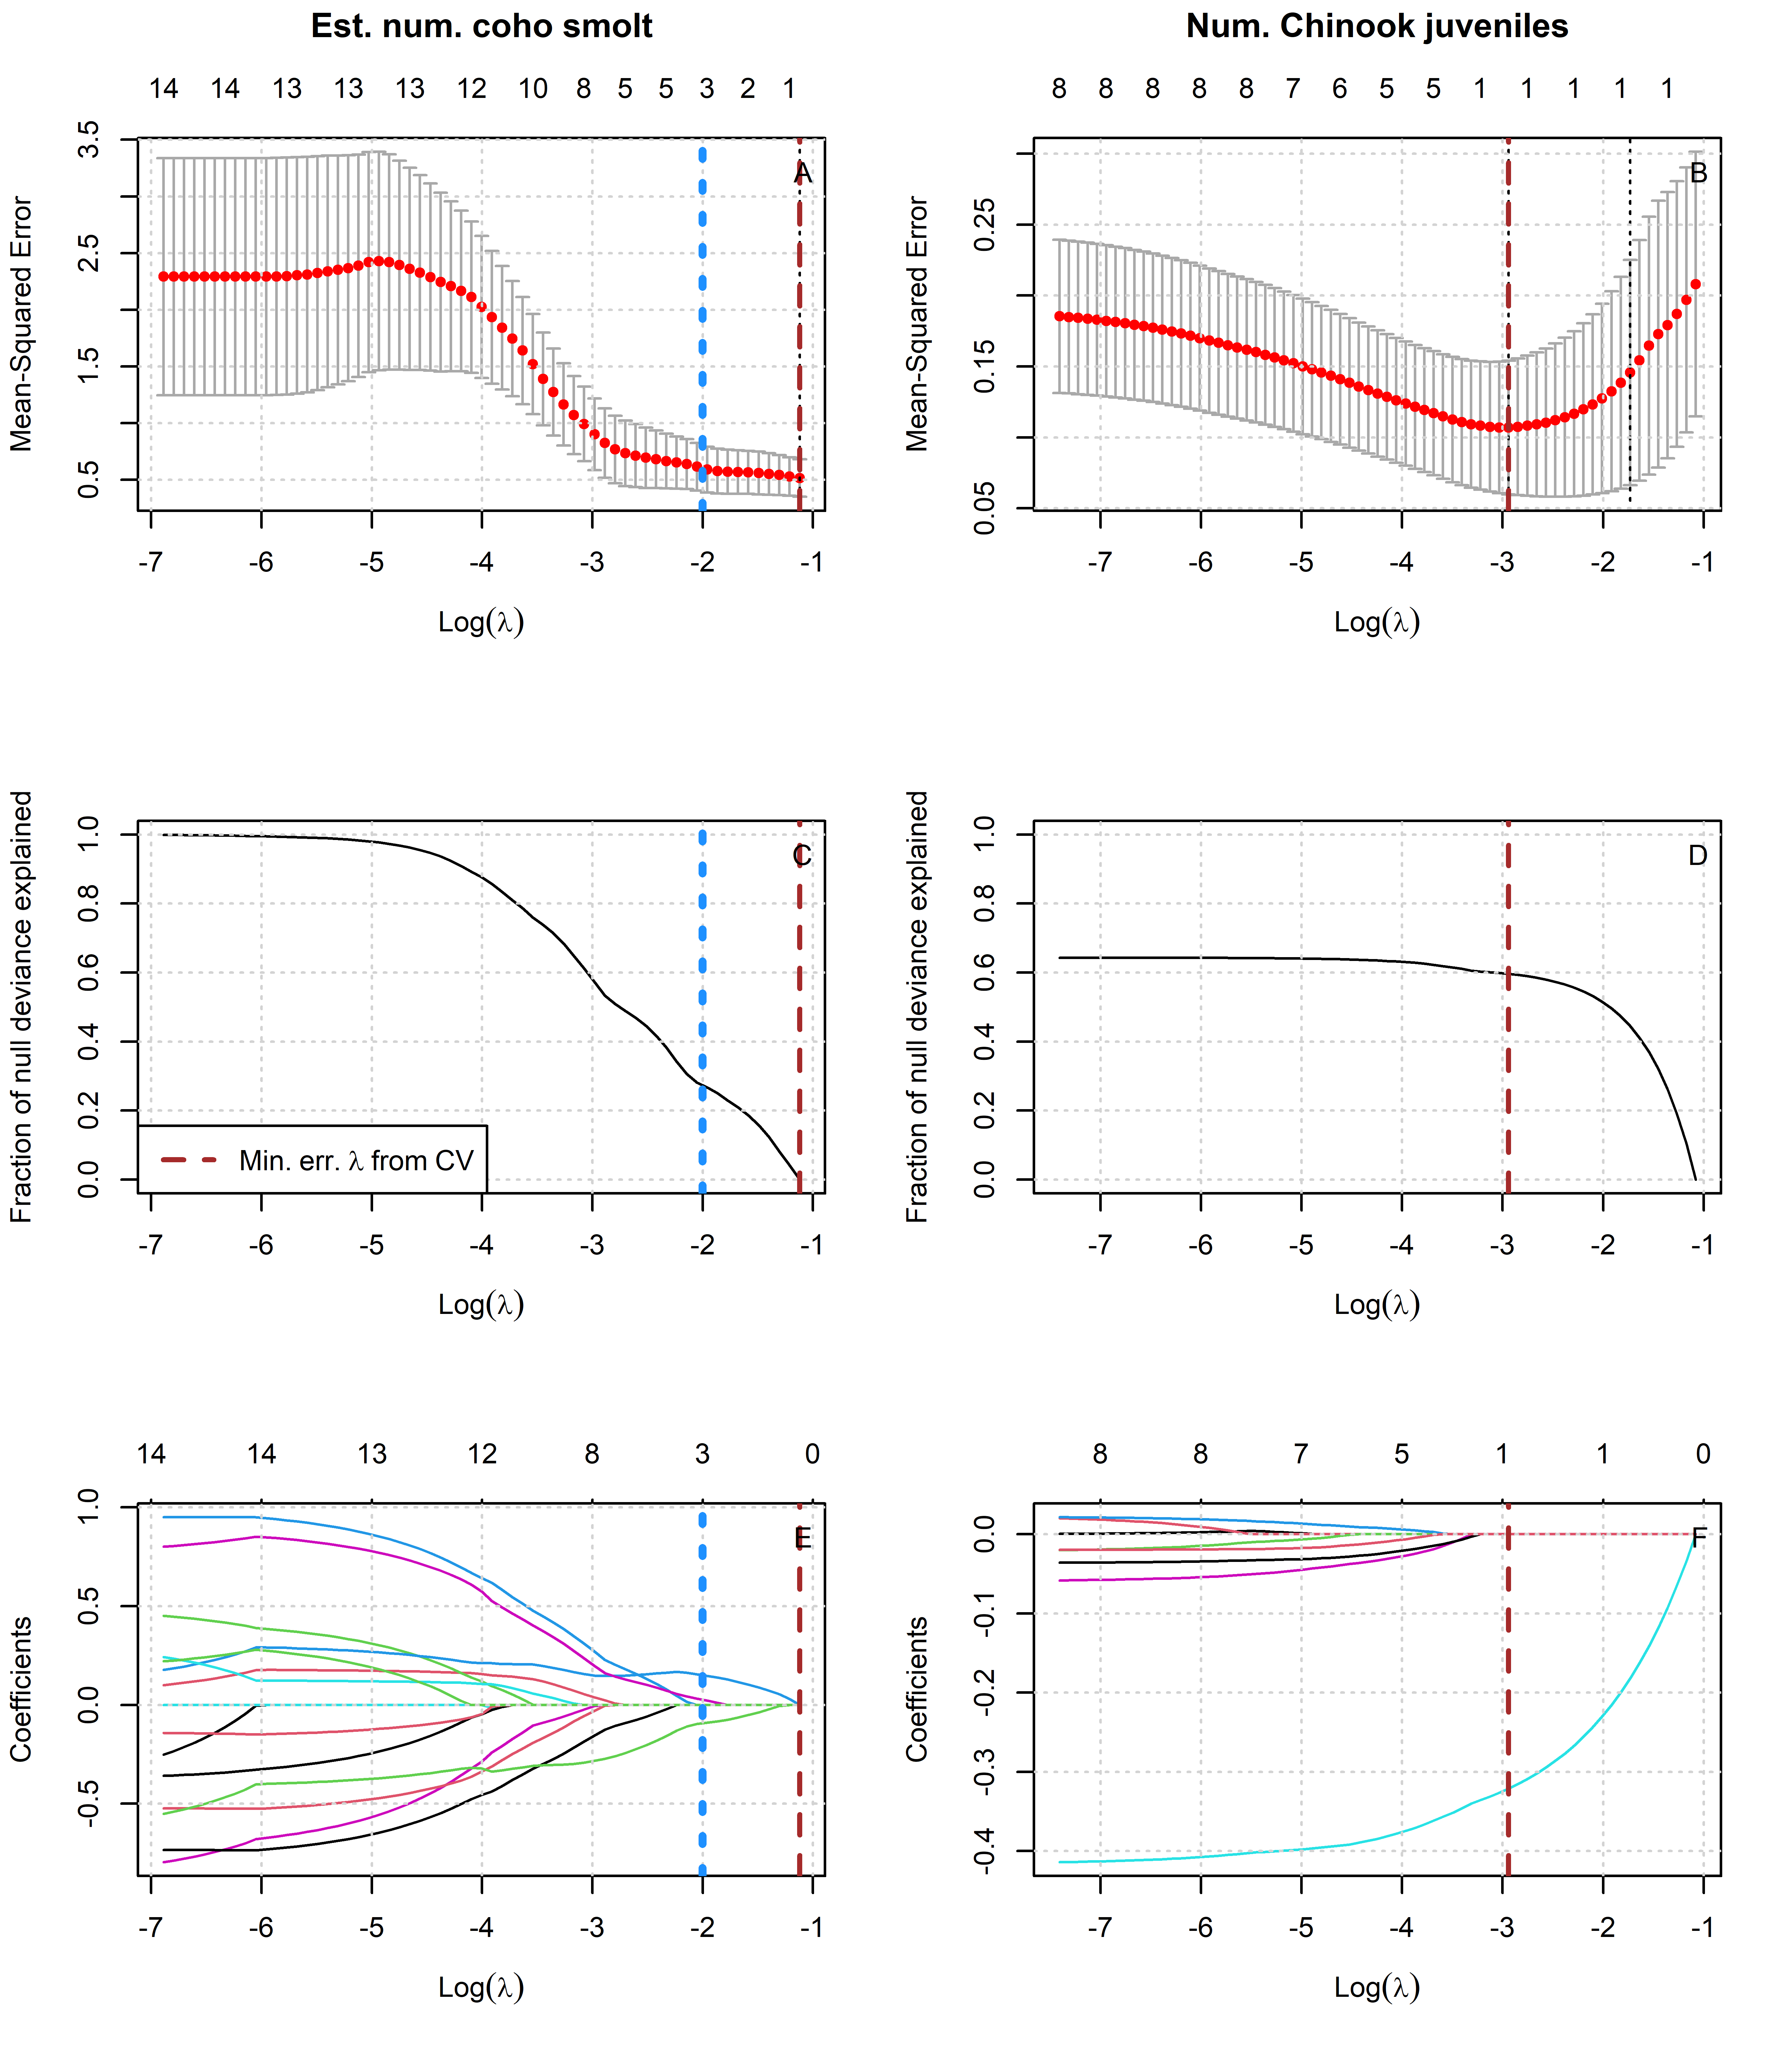 Est. num. coho smolt
14 14 13 13 13 12 10 8 5 5 3 2 1
Mean-Squared Error
3.5
2.5
1.5
0.5
A
-7 -6 -5 -4 -3 -2 -1
Log(λ)
Num. Chinook juveniles
8 8 8 8 8 7 6 5 5 1 1 1 1 1
Mean-Squared Error
0.25
0.15
0.05
B
-7 -6 -5 -4 -3 -2 -1
Log(λ)
Fraction of null deviance explained
1.0
0.8
0.6
0.4
0.2
0.0
C
Min. err. λ from CV
-7 -6 -5 -4 -3 -2 -1
Log(λ)
Fraction of null deviance explained
1.0
0.8
0.6
0.4
0.2
0.0
D
-7 -6 -5 -4 -3 -2 -1
Log(λ)
14 14 13 12 8 3 0
Coefficients
1.0
0.5
0.0
-0.5
E
-7 -6 -5 -4 -3 -2 -1
Log(λ)
8 8 7 5 1 1 0
Coefficients
0.0
-0.1
-0.2
-0.3
-0.4
F
-7 -6 -5 -4 -3 -2 -1
Log(λ)